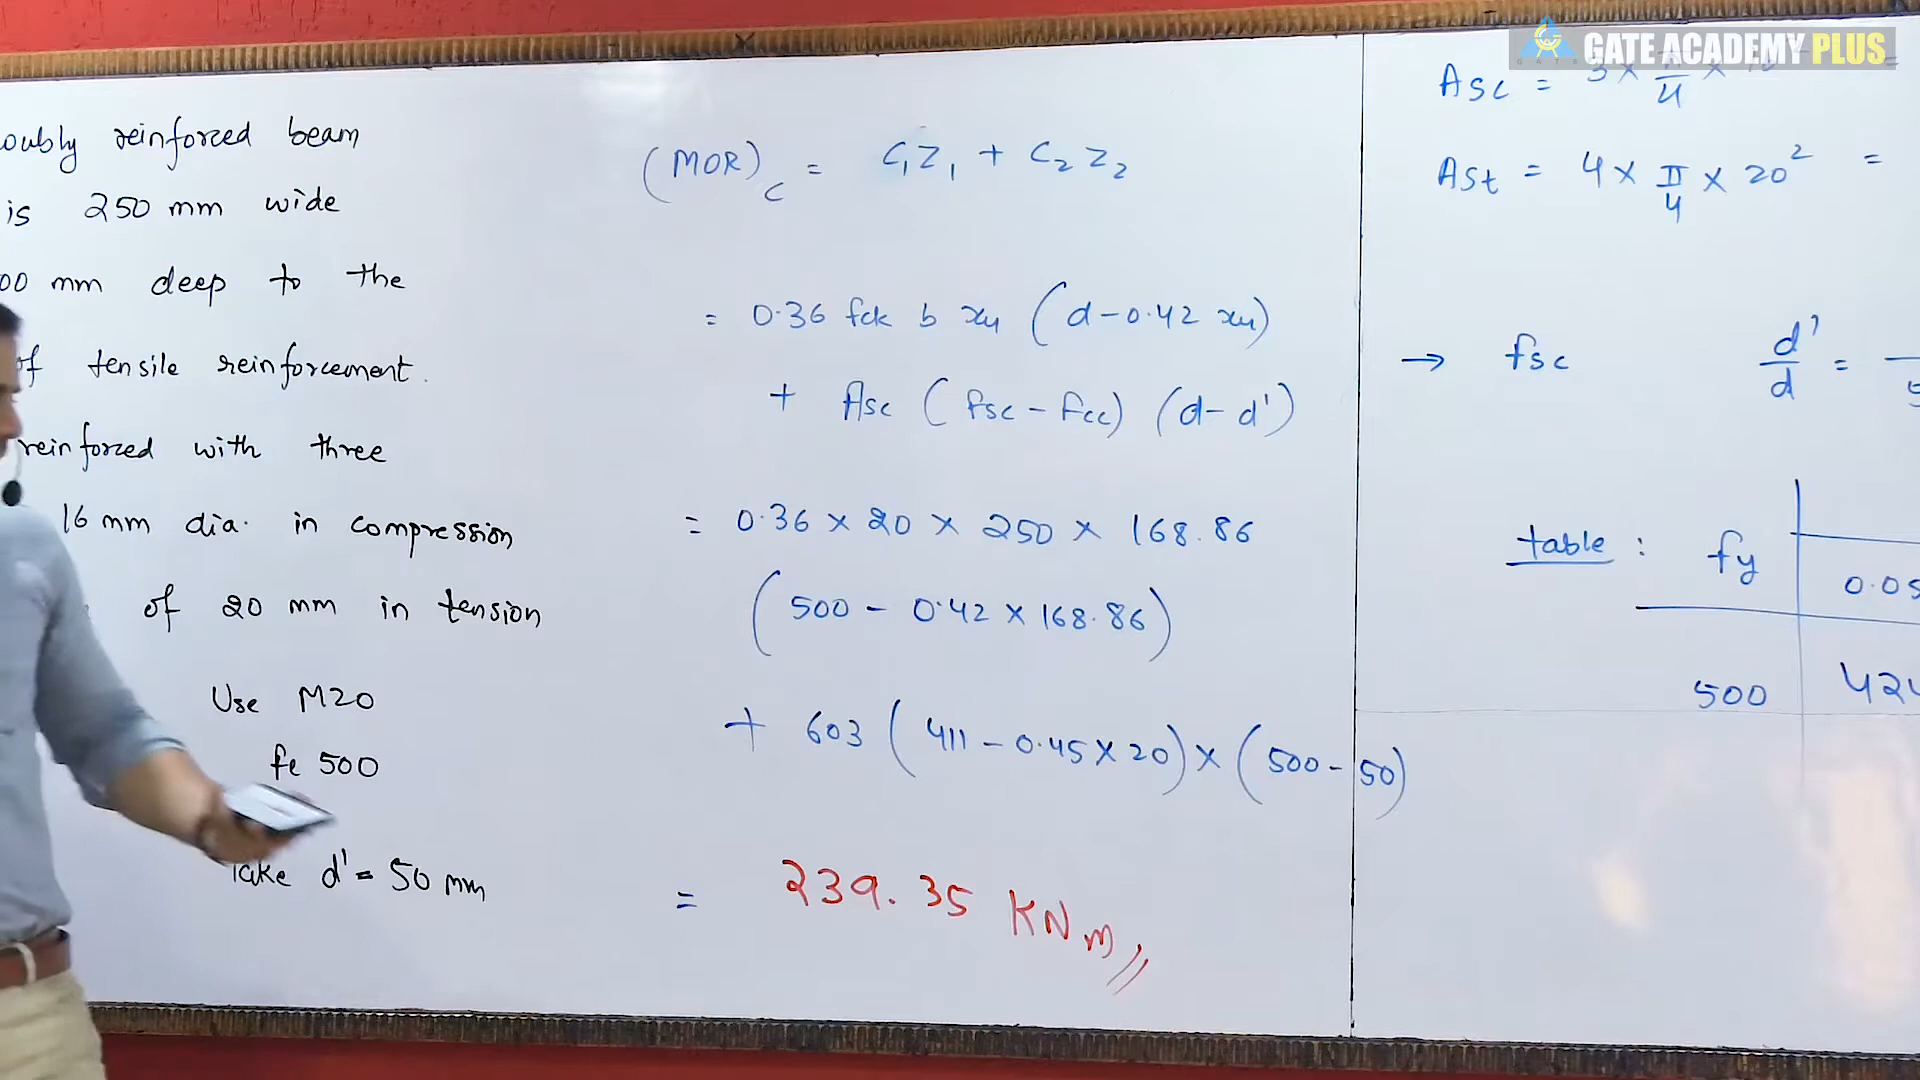 oubly reinforced beam
is 250 mm wide
00 mm deep to the
of tensile reinforcement.
reinforced with three
16 mm dia. in compression
of 20 mm in tension
Use M20
fe 500
Take d' = 50 mm
(MOR)c = C1Z1 + C2Z2
= 0.36 fck b xu (d - 0.42 xu)
+ Asc (fsc - fcc) (d - d')
= 0.36 × 20 × 250 × 168.86
(500 - 0.42 × 168.86)
+ 603 (411 - 0.45 × 20) × (500 - 50)
= 239.35 KNm
GATE ACADEMY PLUS
Asc = 3 × π/4 ×
Ast = 4 × π/4 × 20² =
→ fsc d'/d =
table : fy 0.05
500 424